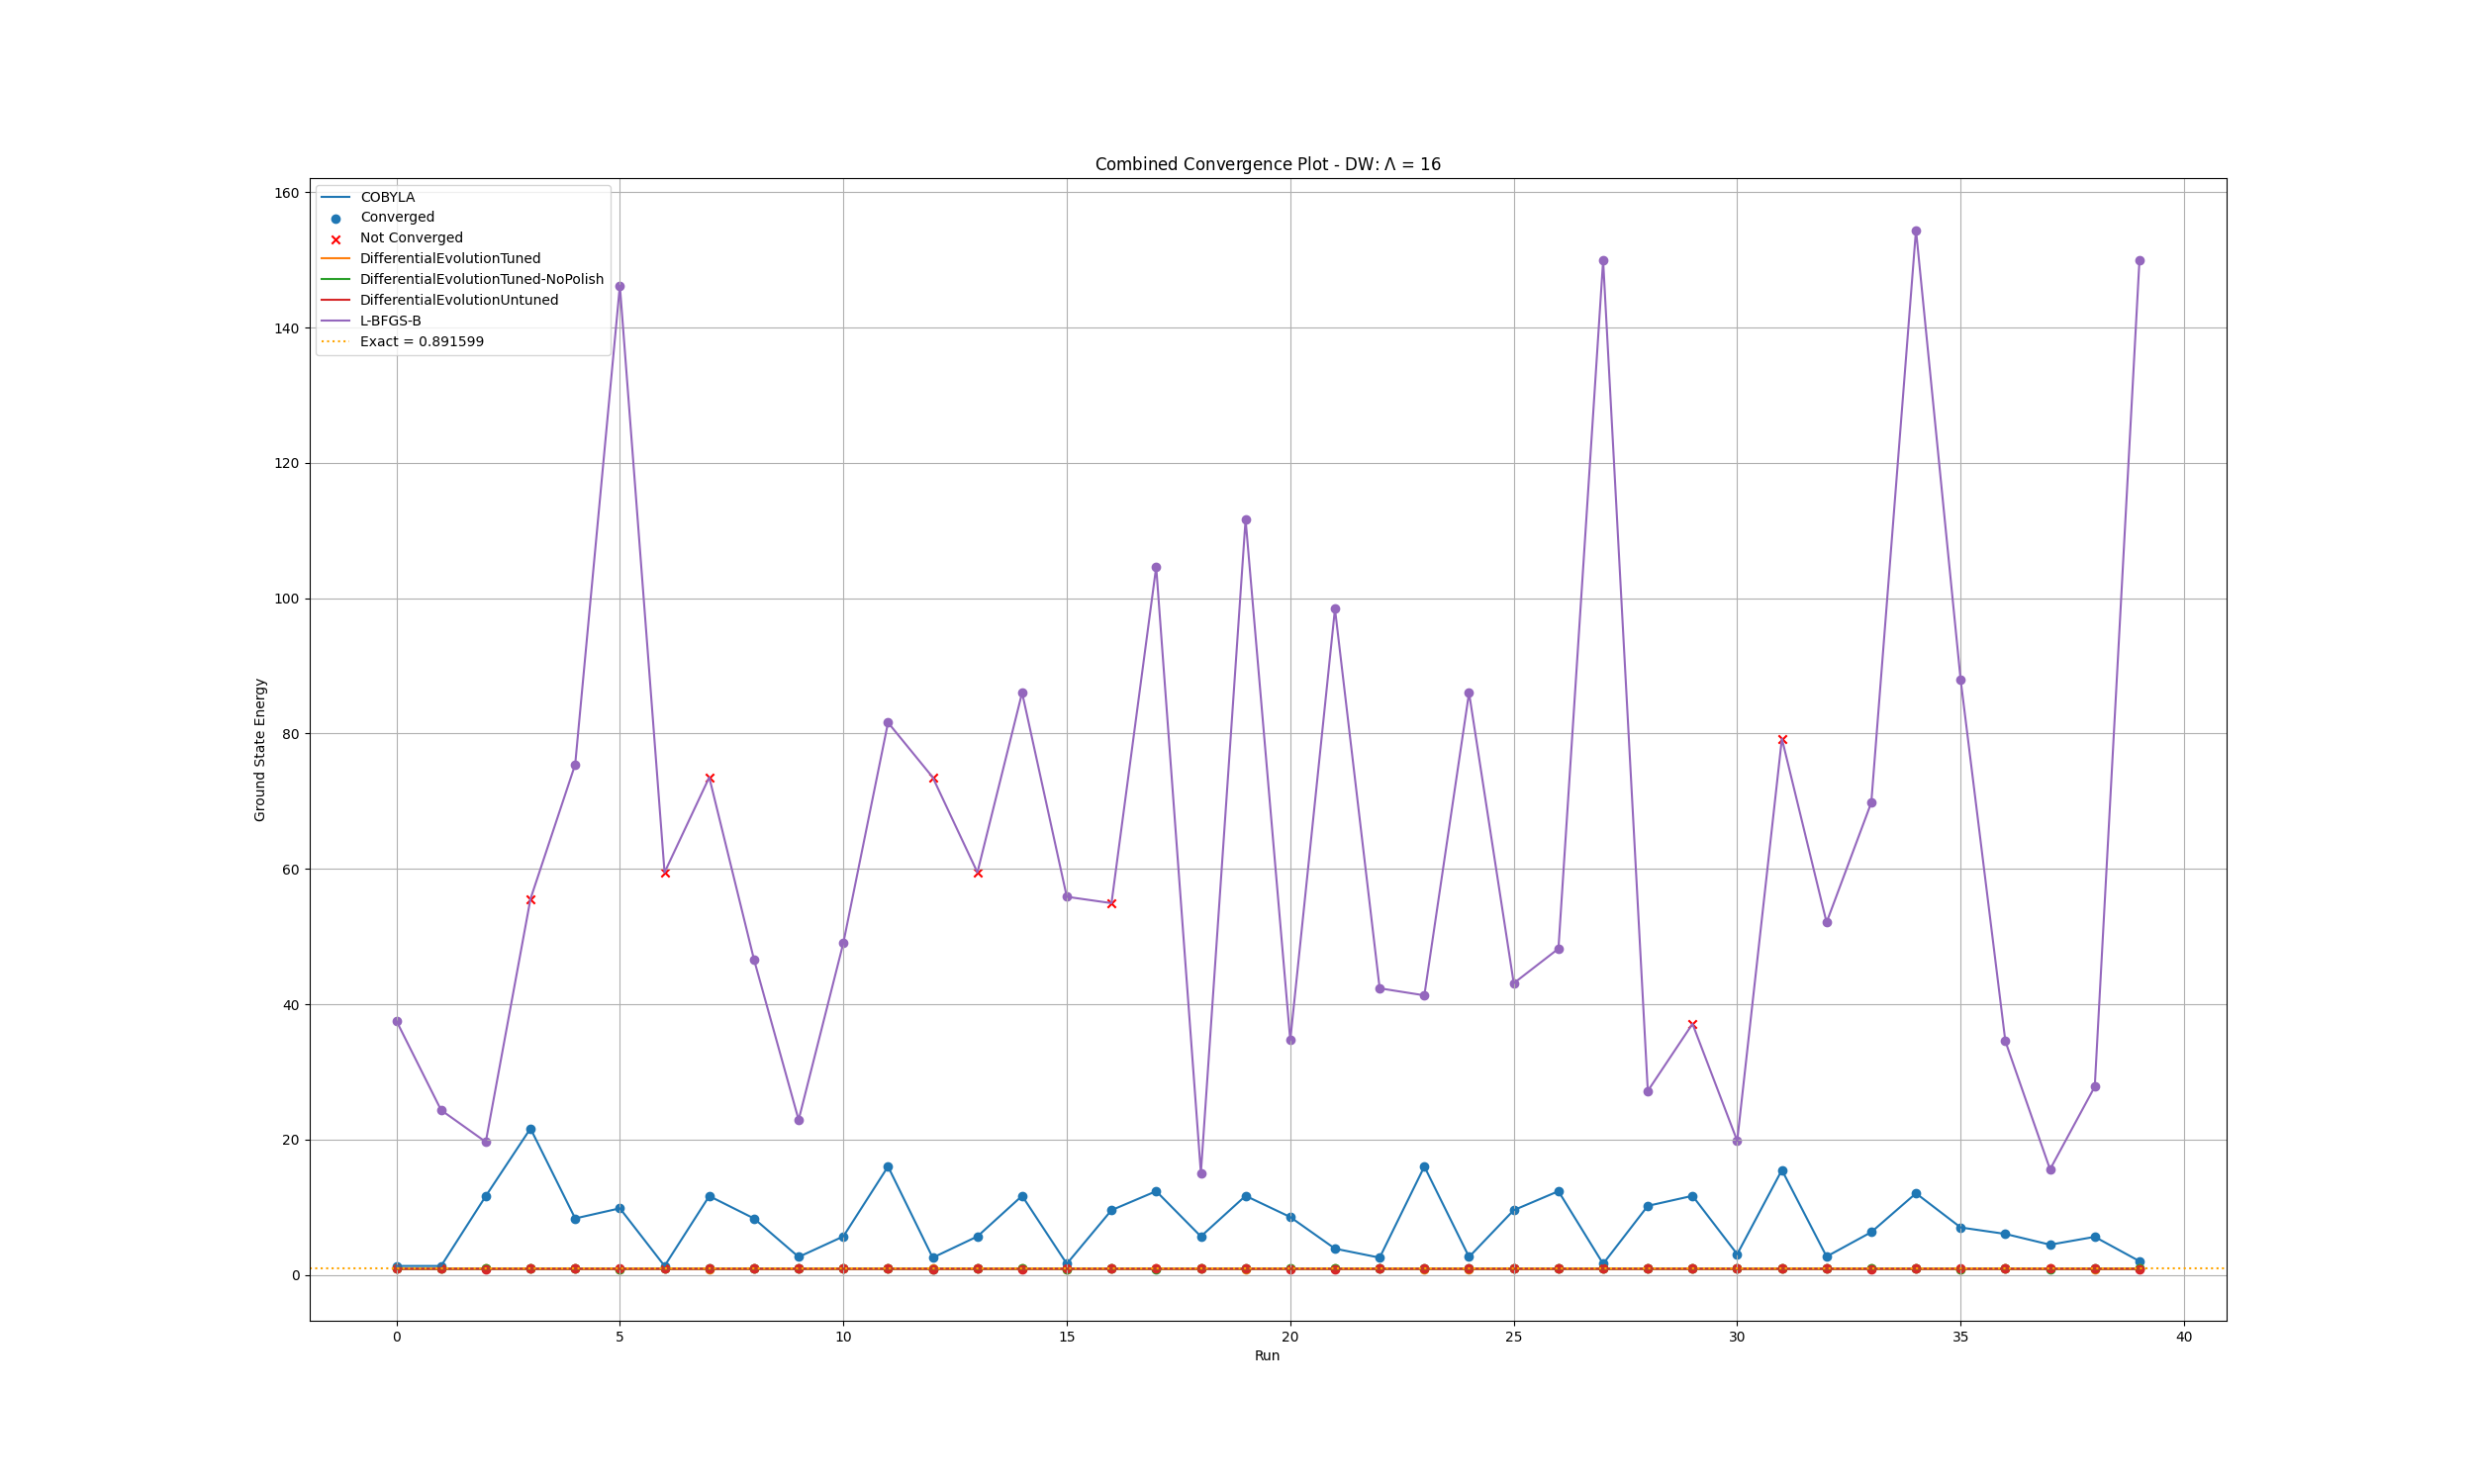 Combined Convergence Plot - DW: Λ = 16
160
140
120
100
80
60
40
20
0
Ground State Energy
COBYLA
Converged
Not Converged
DifferentialEvolutionTuned
DifferentialEvolutionTuned-NoPolish
DifferentialEvolutionUntuned
L-BFGS-B
Exact = 0.891599
0 5 10 15 20 25 30 35 40
Run